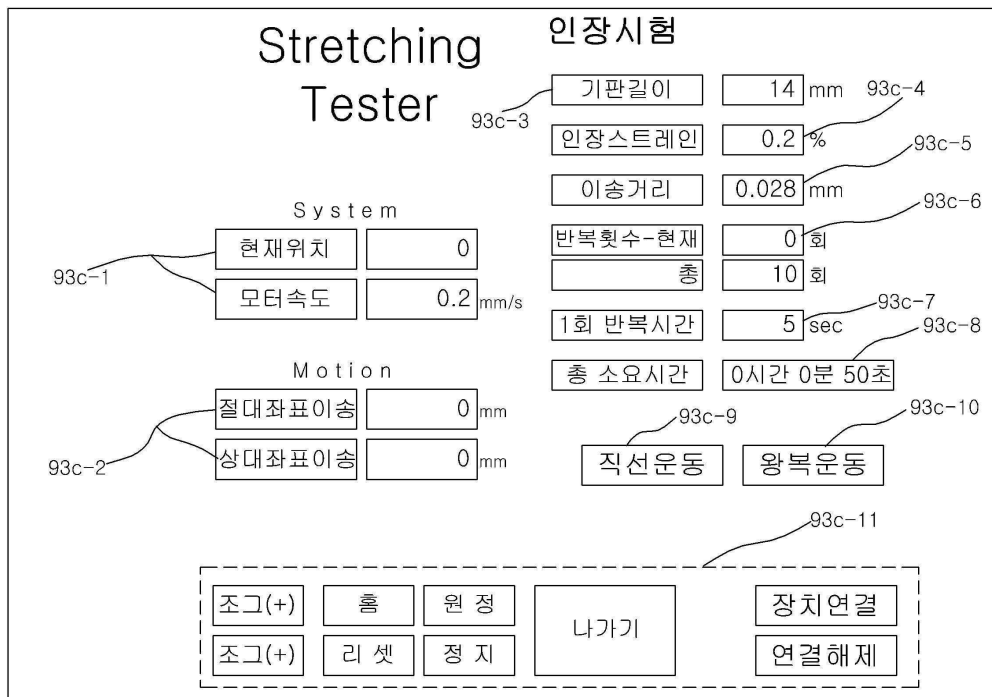 Stretching
Tester
인장시험
93c-3
기판길이 14 mm
93c-4
인장스트레인 0.2 %
93c-5
이송거리 0.028 mm
93c-6
반복횟수-현재 0 회
총 10 회
93c-7
1회 반복시간 5 sec
93c-8
총 소요시간 0시간 0분 50초
System
93c-1
현재위치 0
모터속도 0.2 mm/s
Motion
93c-2
절대좌표이송 0 mm
상대좌표이송 0 mm
93c-9
직선운동
93c-10
왕복운동
93c-11
조그(+) 홈 원 정 나가기 장치연결
조그(+) 리 셋 정 지 연결해제